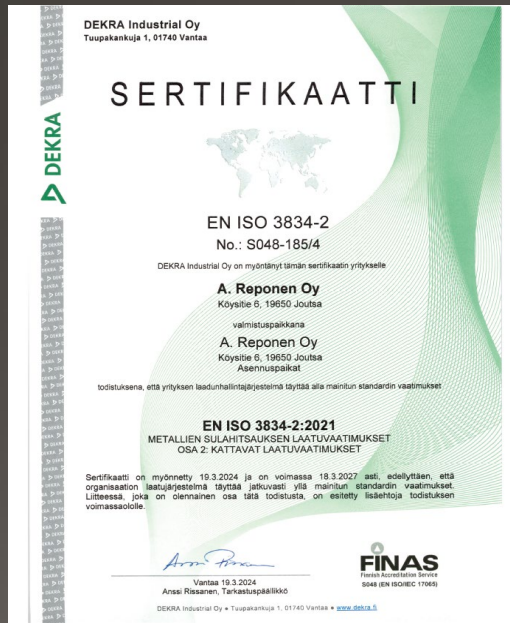 DEKRA Industrial Oy
Tuupakankuja 1, 01740 Vantaa
DEKRA
SERTIFIKAATTI
EN ISO 3834-2
No.: S048-185/4
DEKRA Industrial Oy on myöntänyt tämän sertifikaatin yritykselle
A. Reponen Oy
Köysitie 6, 19650 Joutsa
valmistuspaikkana
A. Reponen Oy
Köysitie 6, 19650 Joutsa
Asennuspaikat
todistuksena, että yrityksen laadunhallintajärjestelmä täyttää alla mainitun standardin vaatimukset
EN ISO 3834-2:2021
METALLIEN SULAHITSAUKSEN LAATUVAATIMUKSET
OSA 2: KATTAVAT LAATUVAATIMUKSET
Sertifikaatti on myönnetty 19.3.2024 ja on voimassa 18.3.2027 asti, edellyttäen, että
organisaation laatujärjestelmä täyttää jatkuvasti yllä mainitun standardin vaatimukset.
Liitteessä, joka on olennainen osa tätä todistusta, on esitetty lisäehtoja todistuksen
voimassaololle.
Vantaa 19.3.2024
Anssi Rissanen, Tarkastuspäällikkö
FINAS
Finnish Accreditation Service
S048 (EN ISO/IEC 17065)
DEKRA Industrial Oy • Tuupakankuja 1, 01740 Vantaa • www.dekra.fi